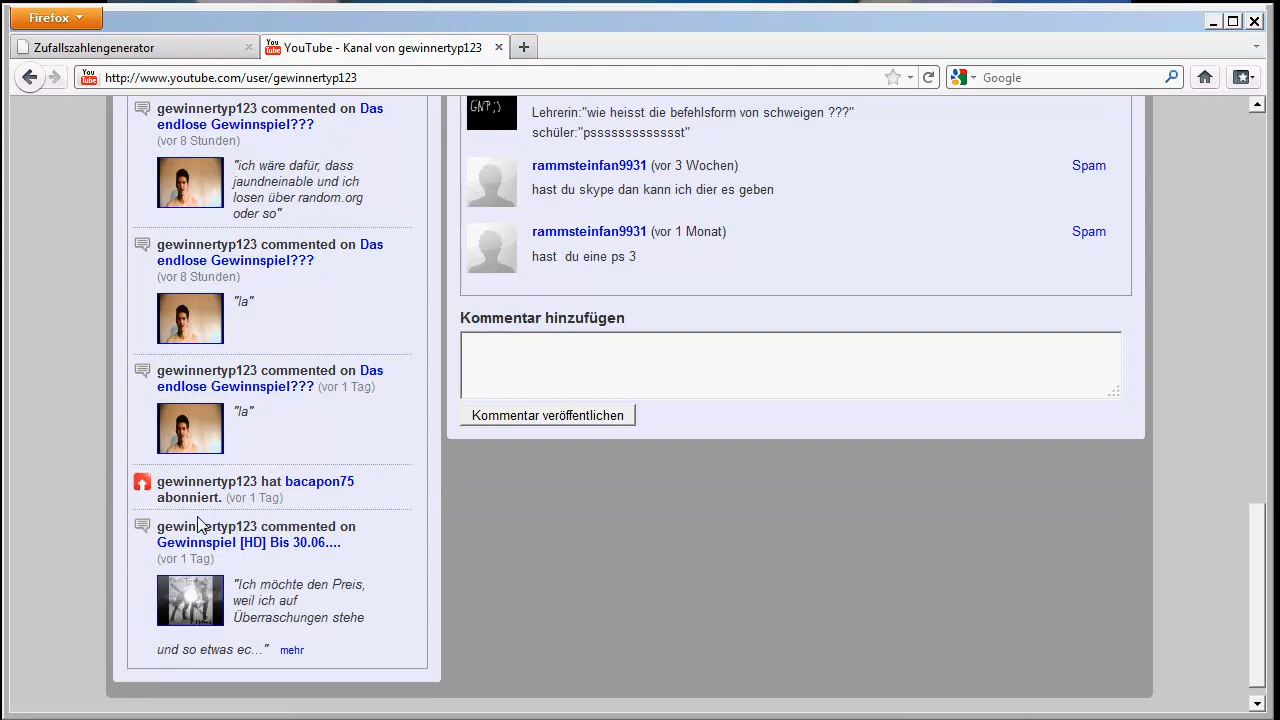 Firefox
Zufallszahlengenerator
YouTube - Kanal von gewinnertyp123
http://www.youtube.com/user/gewinnertyp123
Google
gewinnertyp123 commented on Das
endlose Gewinnspiel???
(vor 8 Stunden)
"ich wäre dafür, dass
jaundneinable und ich
losen über random.org
oder so"
gewinnertyp123 commented on Das
endlose Gewinnspiel???
(vor 8 Stunden)
"la"
gewinnertyp123 commented on Das
endlose Gewinnspiel??? (vor 1 Tag)
"la"
gewinnertyp123 hat bacapon75
abonniert. (vor 1 Tag)
gewinnertyp123 commented on
Gewinnspiel [HD] Bis 30.06....
(vor 1 Tag)
"Ich möchte den Preis,
weil ich auf
Überraschungen stehe
und so etwas ec..." mehr
GNP;)
Lehrerin:"wie heisst die befehlsform von schweigen ???"
schüler:"psssssssssssst"
rammsteinfan9931 (vor 3 Wochen) Spam
hast du skype dan kann ich dier es geben
rammsteinfan9931 (vor 1 Monat) Spam
hast du eine ps 3
Kommentar hinzufügen
Kommentar veröffentlichen